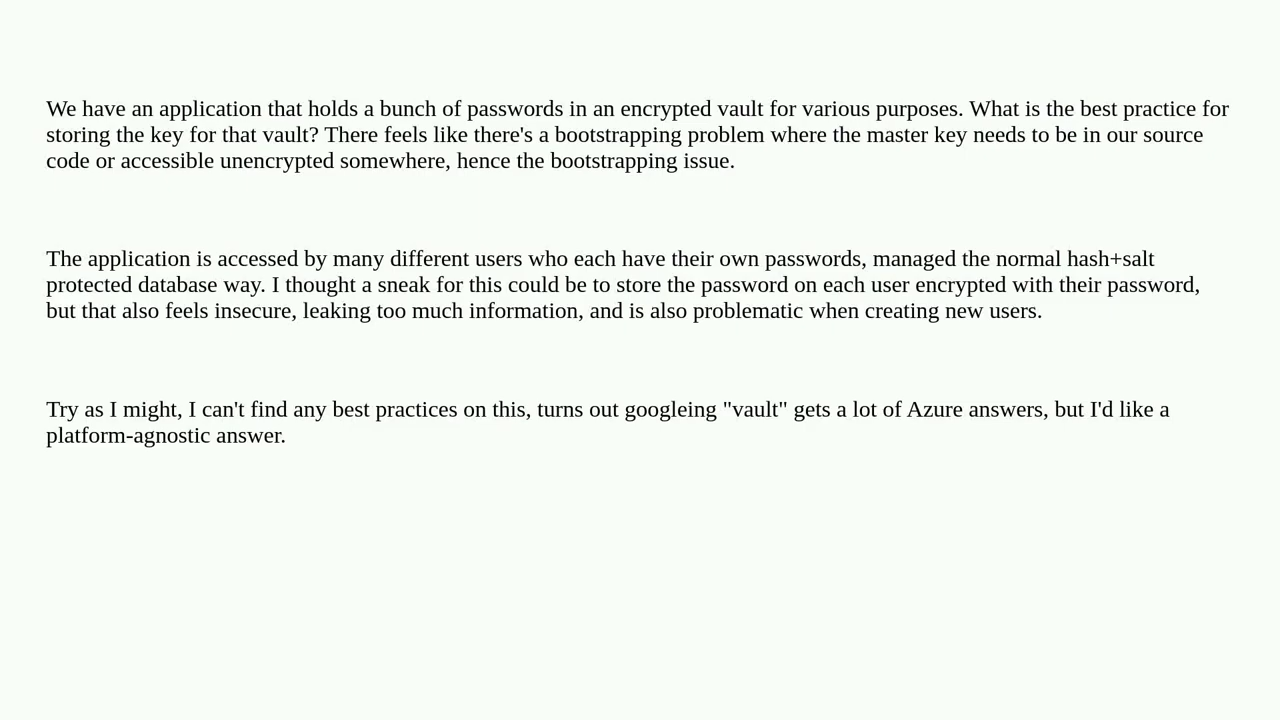 We have an application that holds a bunch of passwords in an encrypted vault for various purposes. What is the best practice for
storing the key for that vault? There feels like there's a bootstrapping problem where the master key needs to be in our source
code or accessible unencrypted somewhere, hence the bootstrapping issue.
The application is accessed by many different users who each have their own passwords, managed the normal hash+salt
protected database way. I thought a sneak for this could be to store the password on each user encrypted with their password,
but that also feels insecure, leaking too much information, and is also problematic when creating new users.
Try as I might, I can't find any best practices on this, turns out googleing "vault" gets a lot of Azure answers, but I'd like a
platform-agnostic answer.